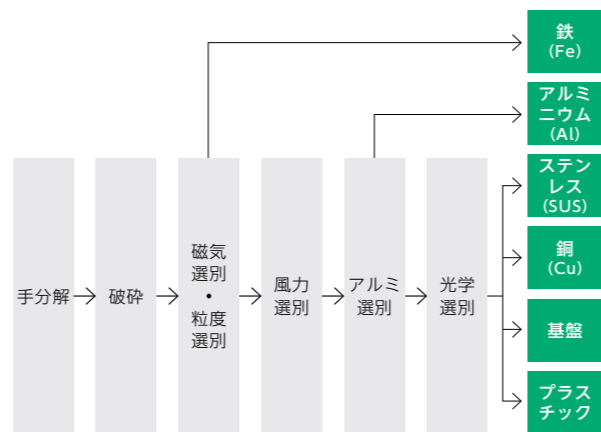 鉄
(Fe)
アルミ
ニウム
(Al)
ステン
レス
(SUS)
銅
(Cu)
基盤
プラス
チック
手分解
破砕
磁気
選別
・
粒度
選別
風力
選別
アルミ
選別
光学
選別